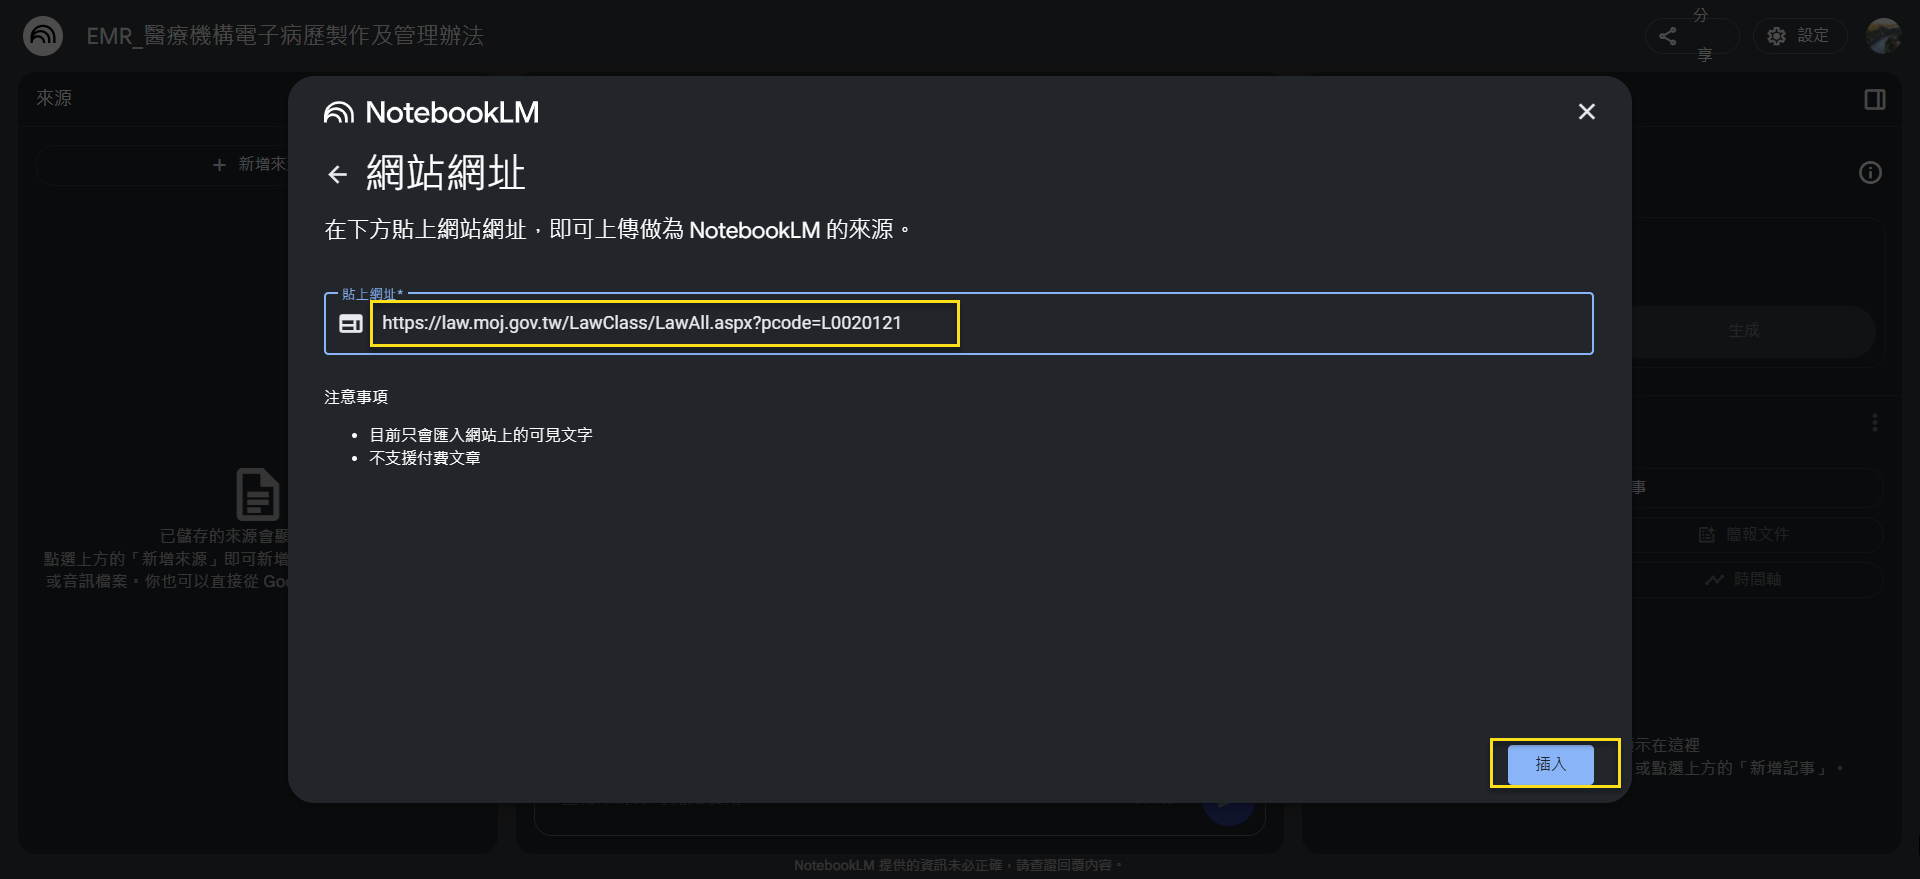 EMR_醫療機構電子病歷製作及管理辦法
分享
設定
來源
NotebookLM
網站網址
在下方貼上網站網址，即可上傳做為 NotebookLM 的來源。
貼上網址*
https://law.moj.gov.tw/LawClass/LawAll.aspx?pcode=L0020121
注意事項
目前只會匯入網站上的可見文字
不支援付費文章
插入
+ 新增來
已儲存的來源會
點選上方的「新增來源」即可新增
或音訊檔案。你也可以直接從 Goo
生成
事
簡報文件
時間軸
示在這裡
或點選上方的「新增記事」。
NotebookLM 提供的資訊未必正確，請查證回覆內容。